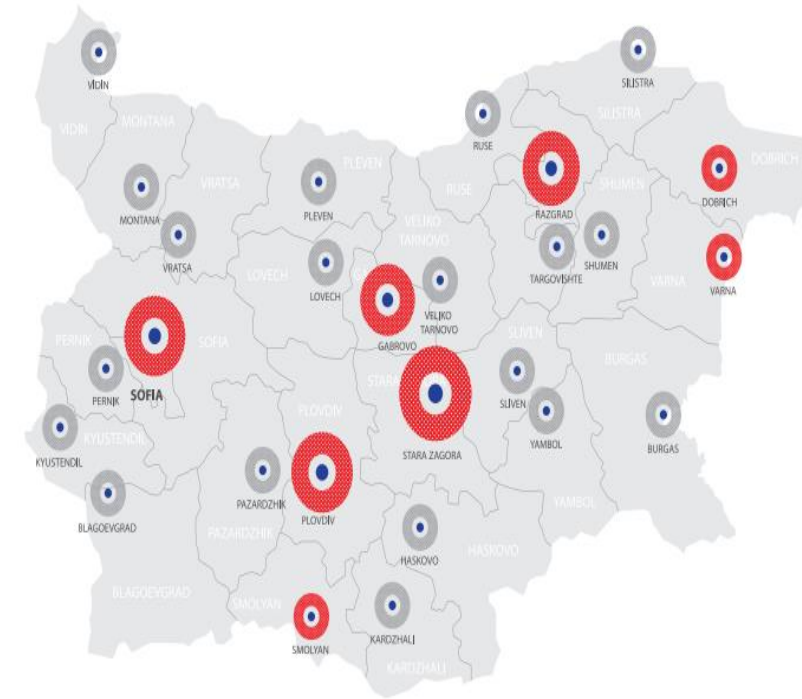 VIDIN
SILISTRA
SILISTRA
RUSE
VIDIN
MONTANA
PLEVEN
DOBRICH
VRATSA
RUSE
SHUMEN
DOBRICH
RAZGRAD
MONTANA
PLEVEN
VELIKO
TARNOVO
VRATSA
SHUMEN
TARGOVISHTE
LOVECH
LOVECH
VARNA
VARNA
VELIKO
TARNOVO
GABROVO
PERNIK
SOFIA
SLIVEN
BURGAS
PERNIK
SOFIA
STARA
SLIVEN
PLOVDIV
KYUSTENDIL
YAMBOL
BURGAS
KYUSTENDIL
STARA ZAGORA
PAZARDZHIK
YAMBOL
PLOVDIV
BLAGOEVGRAD
PAZARDZHIK
HASKOVO
HASKOVO
BLAGOEVGRAD
SMOLYAN
KARDZHALI
SMOLYAN
KARDZHALI